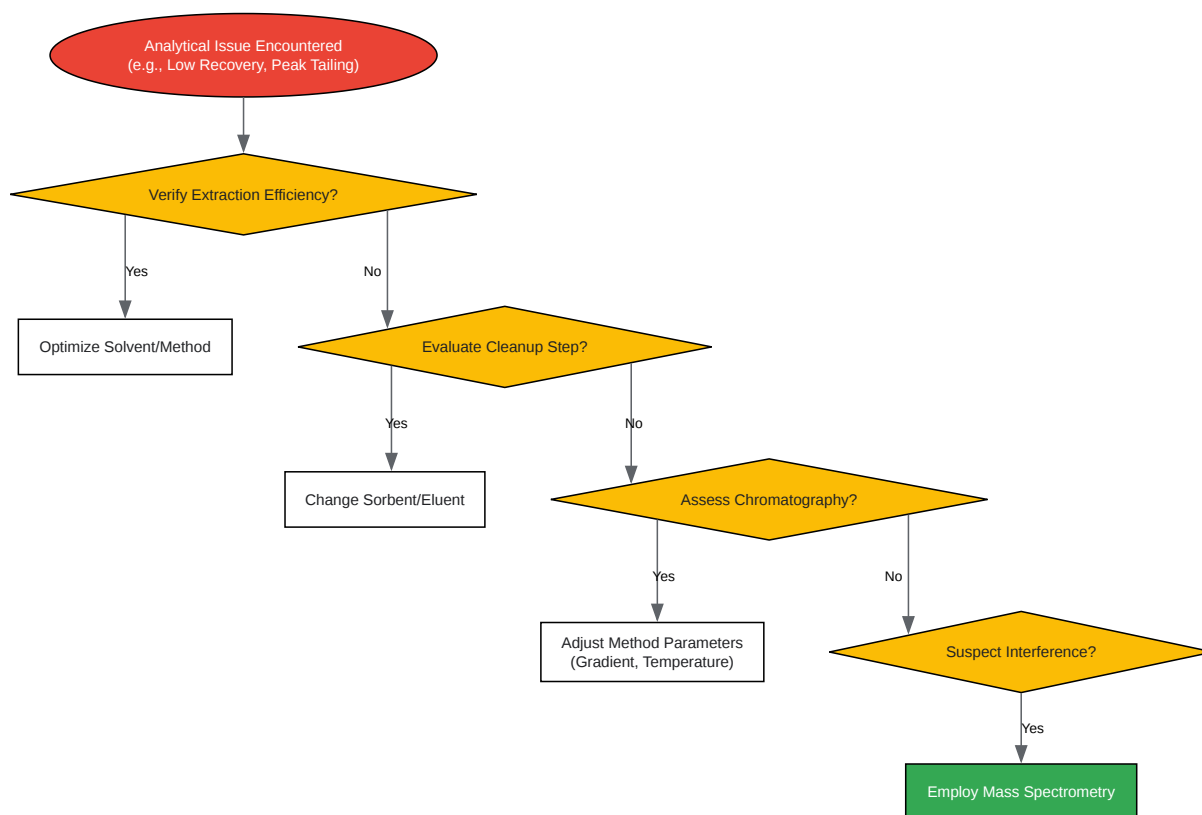 Analytical Issue Encountered
(e.g., Low Recovery, Peak Tailing)
Verify Extraction Efficiency?
Yes
No
Optimize Solvent/Method
Evaluate Cleanup Step?
Yes
No
Change Sorbent/Eluent
Assess Chromatography?
Yes
No
Adjust Method Parameters
(Gradient, Temperature)
Suspect Interference?
Yes
Employ Mass Spectrometry